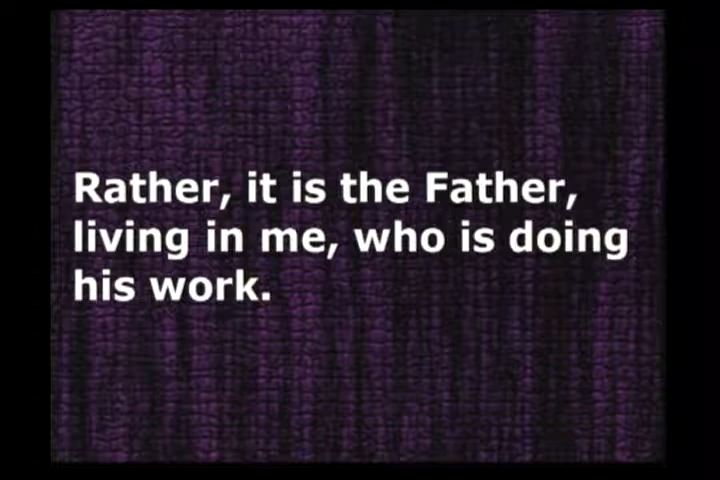 Rather, it is the Father,
living in me, who is doing
his work.